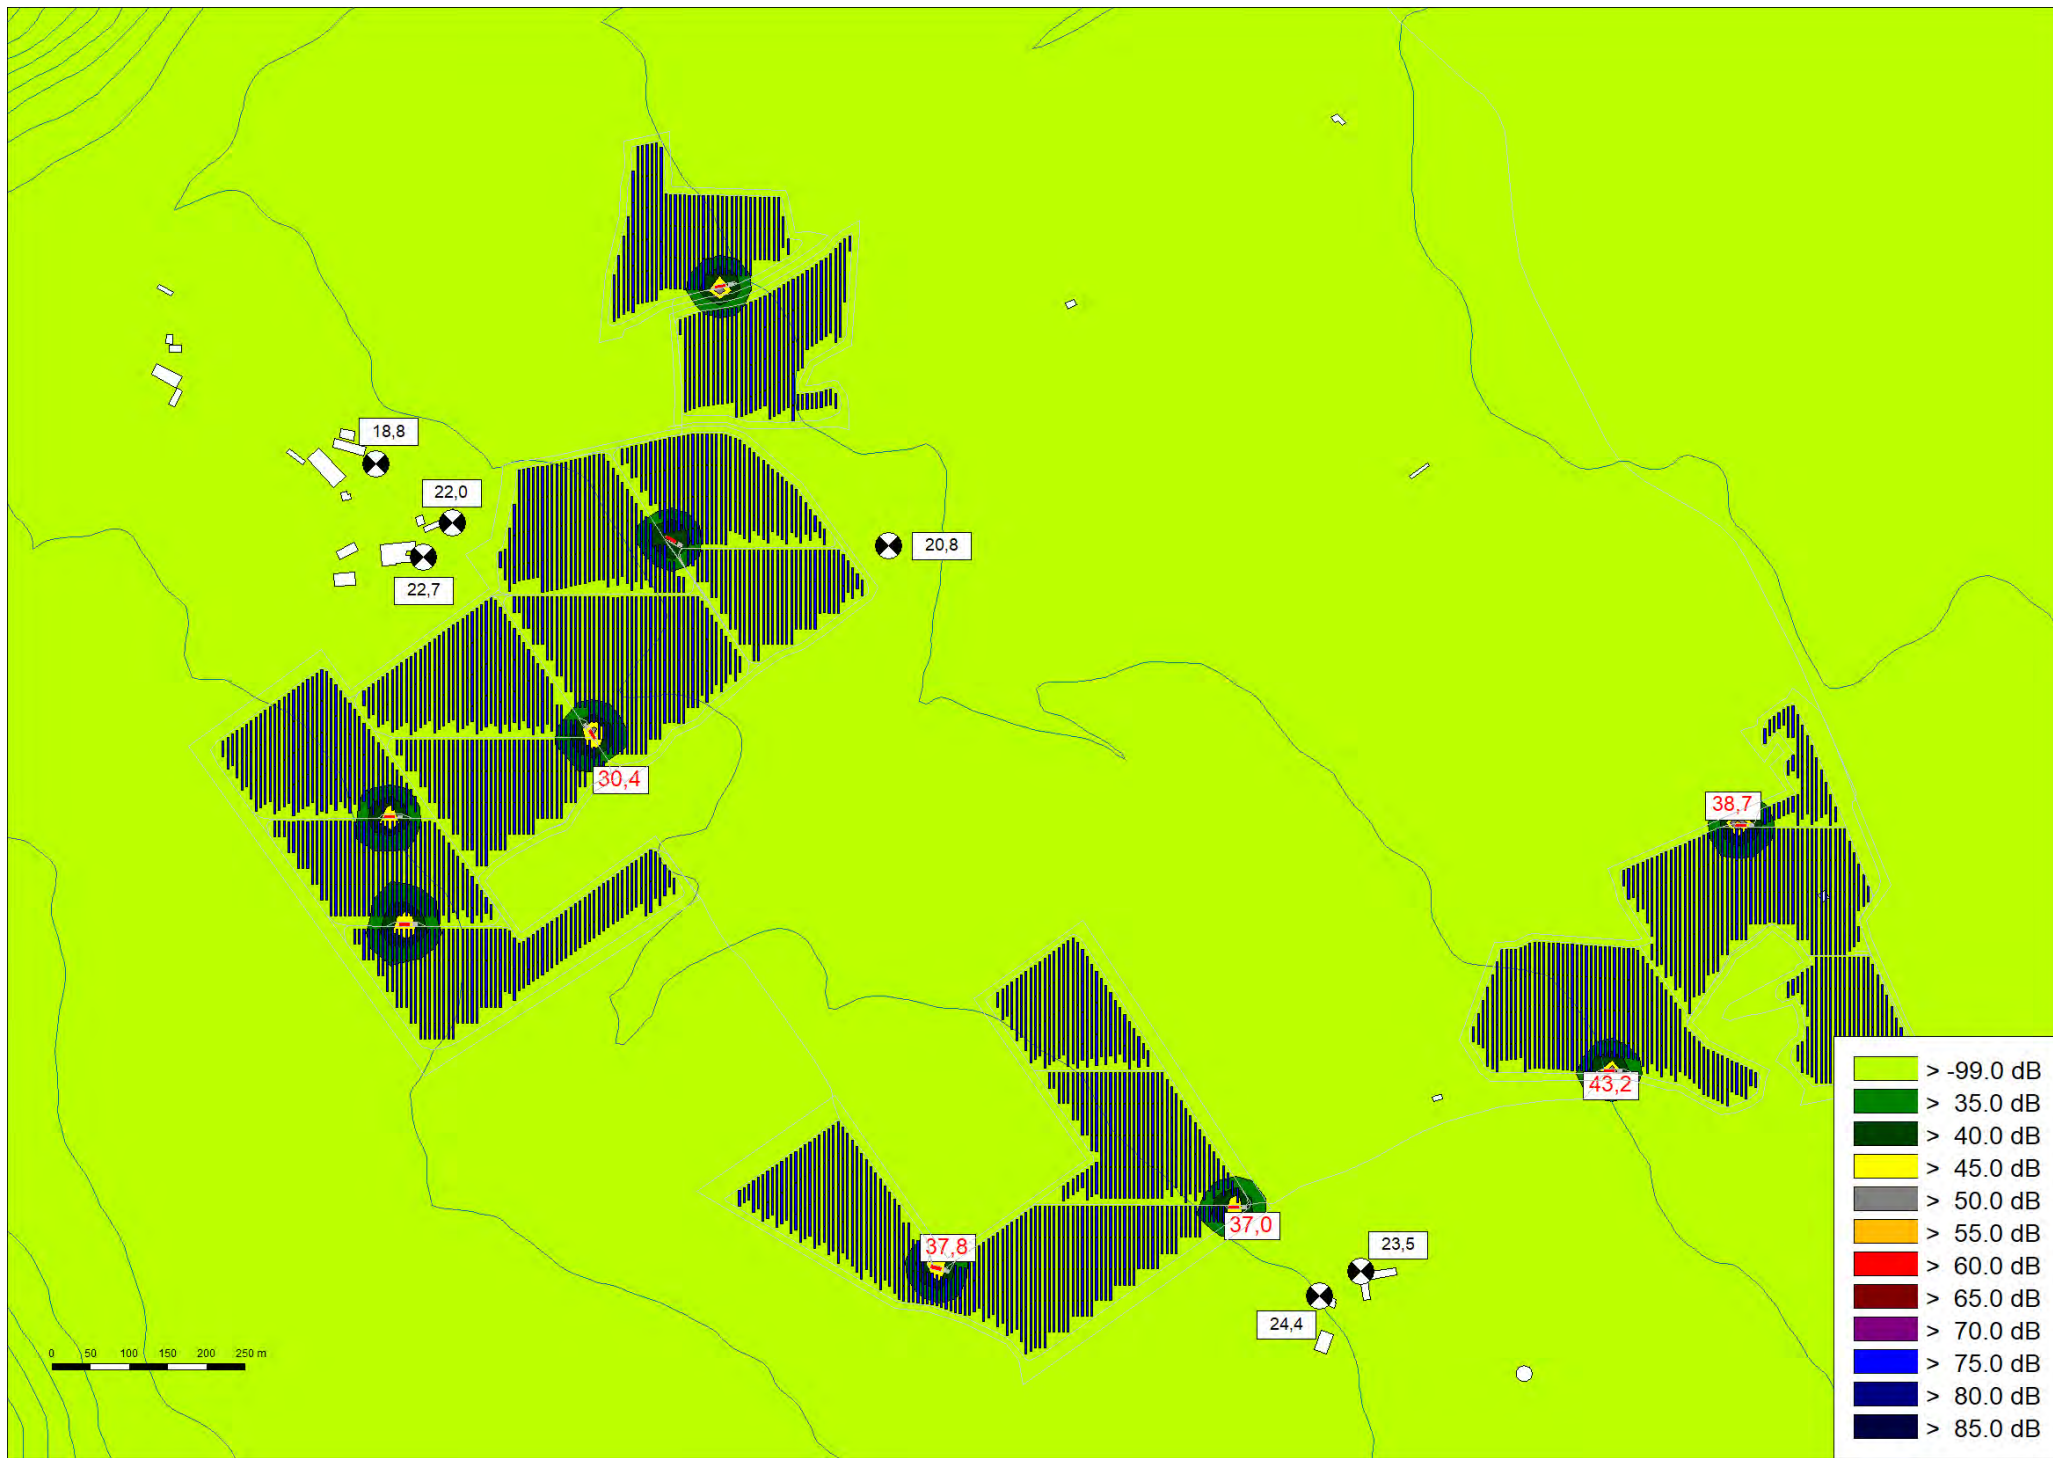 18,8
22,0
20,8
22,7
30,4
38,7
43,2
37,0
37,8
23,5
24,4
0 50 100 150 200 250 m
> -99.0 dB
> 35.0 dB
> 40.0 dB
> 45.0 dB
> 50.0 dB
> 55.0 dB
> 60.0 dB
> 65.0 dB
> 70.0 dB
> 75.0 dB
> 80.0 dB
> 85.0 dB